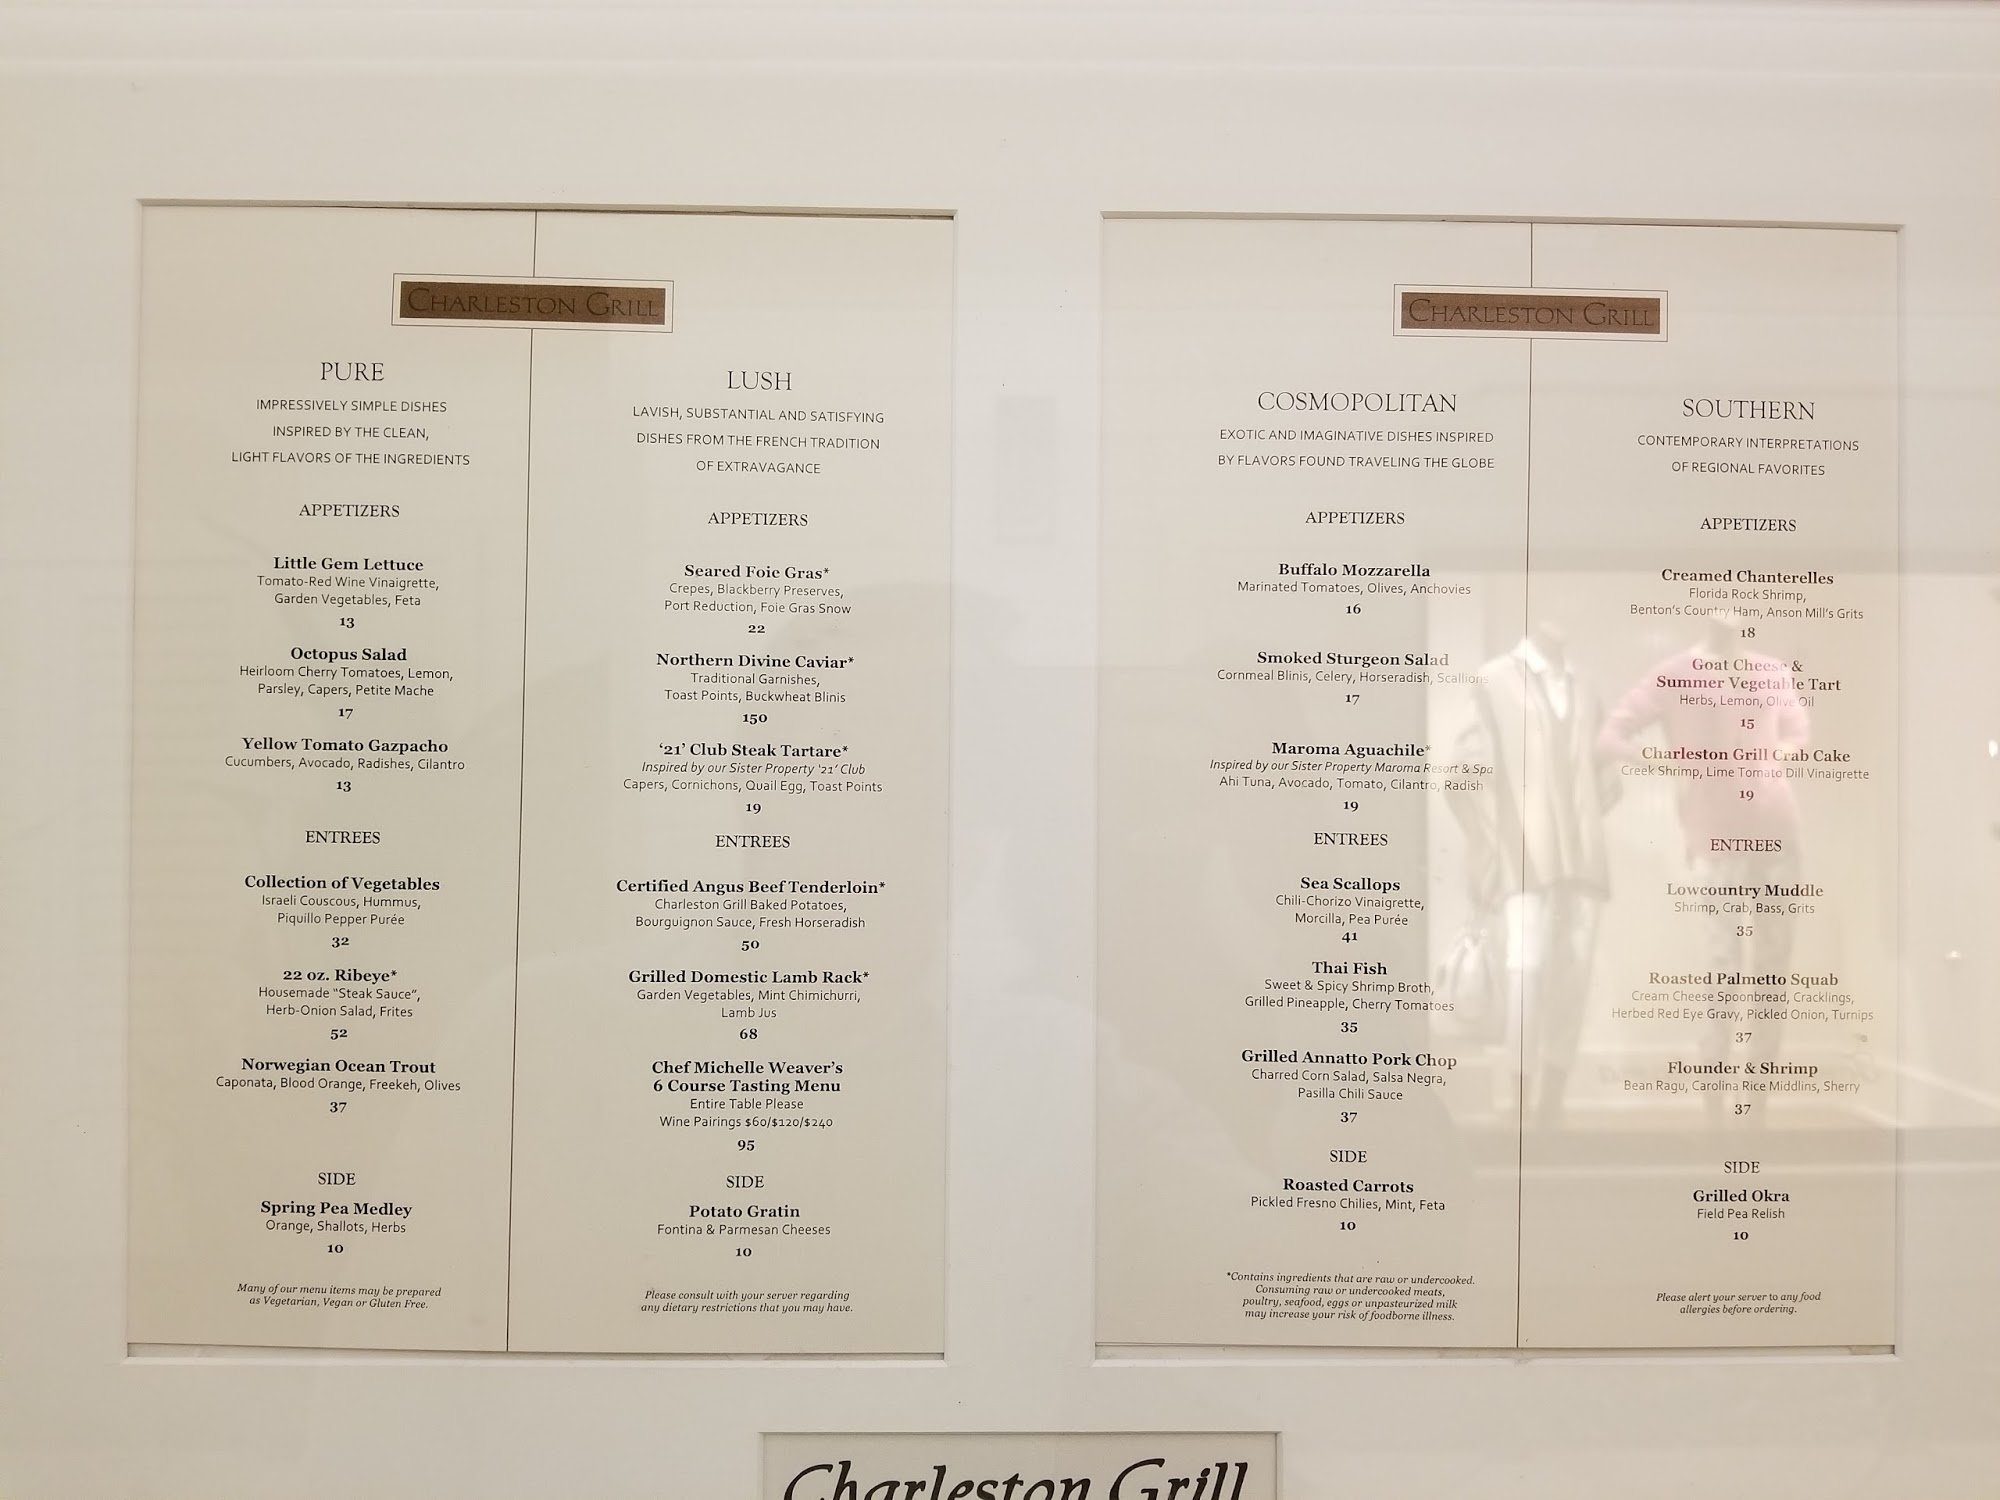 CHARLESTON GRILL
PURE
IMPRESSIVELY SIMPLE DISHES
INSPIRED BY THE CLEAN,
LIGHT FLAVORS OF THE INGREDIENTS
APPETIZERS
Little Gem Lettuce
Tomato-Red Wine Vinaigrette,
Garden Vegetables, Feta
13
Octopus Salad
Heirloom Cherry Tomatoes, Lemon,
Parsley, Capers, Petite Mache
17
Yellow Tomato Gazpacho
Cucumbers, Avocado, Radishes, Cilantro
13
ENTREES
Collection of Vegetables
Israeli Couscous, Hummus,
Piquillo Pepper Purée
32
22 oz. Ribeye*
Housemade "Steak Sauce",
Herb-Onion Salad, Frites
52
Norwegian Ocean Trout
Caponata, Blood Orange, Freekeh, Olives
37
SIDE
Spring Pea Medley
Orange, Shallots, Herbs
10
Many of our menu items may be prepared
as Vegetarian, Vegan or Gluten Free.
LUSH
LAVISH, SUBSTANTIAL AND SATISFYING
DISHES FROM THE FRENCH TRADITION
OF EXTRAVAGANCE
APPETIZERS
Seared Foie Gras*
Crepes, Blackberry Preserves,
Port Reduction, Foie Gras Snow
22
Northern Divine Caviar*
Traditional Garnishes,
Toast Points, Buckwheat Blinis
150
'21' Club Steak Tartare*
Inspired by our Sister Property '21' Club
Capers, Cornichons, Quail Egg, Toast Points
19
ENTREES
Certified Angus Beef Tenderloin*
Charleston Grill Baked Potatoes,
Bourguignon Sauce, Fresh Horseradish
50
Grilled Domestic Lamb Rack*
Garden Vegetables, Mint Chimichurri,
Lamb Jus
68
Chef Michelle Weaver's
6 Course Tasting Menu
Entire Table Please
Wine Pairings $60/$120/$240
95
SIDE
Potato Gratin
Fontina & Parmesan Cheeses
10
Please consult with your server regarding
any dietary restrictions that you may have.
CHARLESTON GRILL
COSMOPOLITAN
EXOTIC AND IMAGINATIVE DISHES INSPIRED
BY FLAVORS FOUND TRAVELING THE GLOBE
APPETIZERS
Buffalo Mozzarella
Marinated Tomatoes, Olives, Anchovies
16
Smoked Sturgeon Salad
Cornmeal Blinis, Celery, Horseradish, Scallions
17
Maroma Aguachile*
Inspired by our Sister Property Maroma Resort & Spa
Ahi Tuna, Avocado, Tomato, Cilantro, Radish
19
ENTREES
Sea Scallops
Chili-Chorizo Vinaigrette,
Morcilla, Pea Purée
41
Thai Fish
Sweet & Spicy Shrimp Broth,
Grilled Pineapple, Cherry Tomatoes
35
Grilled Annatto Pork Chop
Charred Corn Salad, Salsa Negra,
Pasilla Chili Sauce
37
SIDE
Roasted Carrots
Pickled Fresno Chilies, Mint, Feta
10
*Contains ingredients that are raw or undercooked.
Consuming raw or undercooked meats,
poultry, seafood, eggs or unpasteurized milk
may increase your risk of foodborne illness.
SOUTHERN
CONTEMPORARY INTERPRETATIONS
OF REGIONAL FAVORITES
APPETIZERS
Creamed Chanterelles
Florida Rock Shrimp,
Benton's Country Ham, Anson Mill's Grits
18
Goat Cheese &
Summer Vegetable Tart
Herbs, Lemon, Olive Oil
15
Charleston Grill Crab Cake
Creek Shrimp, Lime Tomato Dill Vinaigrette
19
ENTREES
Lowcountry Muddle
Shrimp, Crab, Bass, Grits
35
Roasted Palmetto Squab
Cream Cheese Spoonbread, Cracklings,
Herbed Red Eye Gravy, Pickled Onion, Turnips
37
Flounder & Shrimp
Bean Ragu, Carolina Rice Middlins, Sherry
37
SIDE
Grilled Okra
Field Pea Relish
10
Please alert your server to any food
allergies before ordering.
Charleston Grill